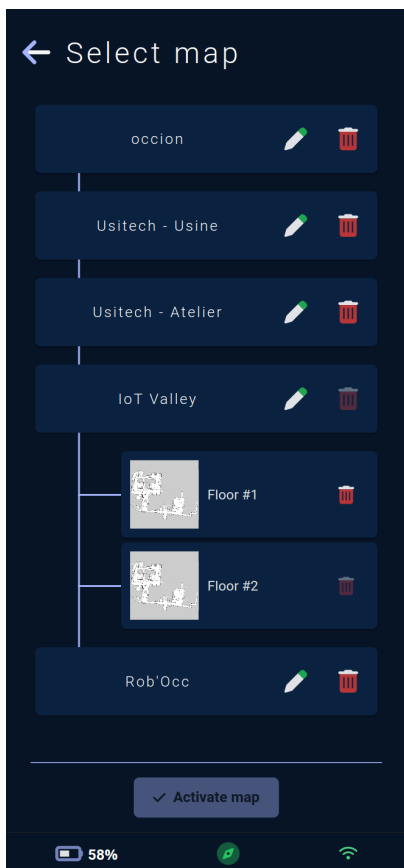 Select map
occion
Usitech - Usine
Usitech - Atelier
IoT Valley
Floor #1
Floor #2
Rob'Occ
Activate map
58%